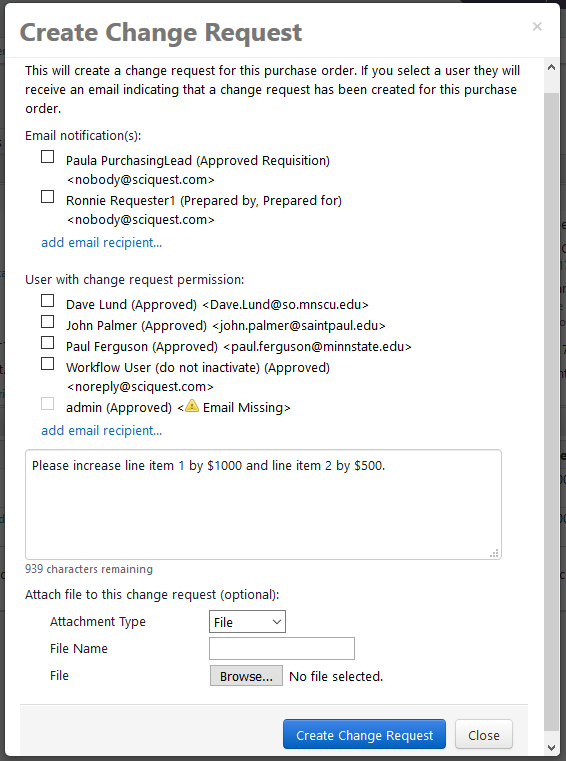 Create Change Request
×
This will create a change request for this purchase order. If you select a user they will
receive an email indicating that a change request has been created for this purchase
order.
Email notification(s):
Paula PurchasingLead (Approved Requisition)
<nobody@sciquest.com>
Ronnie Requester1 (Prepared by, Prepared for)
<nobody@sciquest.com>
add email recipient...
User with change request permission:
Dave Lund (Approved) <Dave.Lund@so.mnscu.edu>
John Palmer (Approved) <john.palmer@saintpaul.edu>
Paul Ferguson (Approved) <paul.ferguson@minnstate.edu>
Workflow User (do not inactivate) (Approved)
<noreply@sciquest.com>
admin (Approved) < Email Missing>
add email recipient...
Please increase line item 1 by $1000 and line item 2 by $500.
939 characters remaining
Attach file to this change request (optional):
Attachment Type File
File Name
File Browse... No file selected.
Create Change Request Close